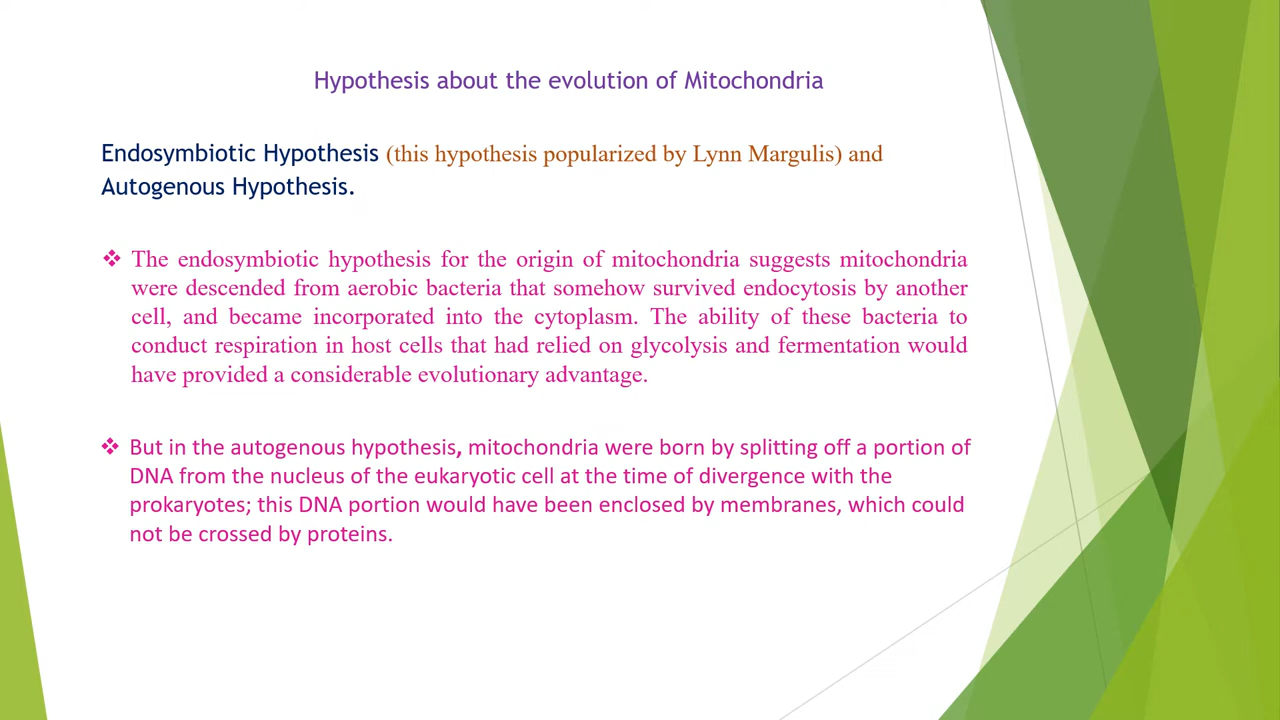 Hypothesis about the evolution of Mitochondria
Endosymbiotic Hypothesis (this hypothesis popularized by Lynn Margulis) and
Autogenous Hypothesis.
❖ The endosymbiotic hypothesis for the origin of mitochondria suggests mitochondria
were descended from aerobic bacteria that somehow survived endocytosis by another
cell, and became incorporated into the cytoplasm. The ability of these bacteria to
conduct respiration in host cells that had relied on glycolysis and fermentation would
have provided a considerable evolutionary advantage.
❖ But in the autogenous hypothesis, mitochondria were born by splitting off a portion of
DNA from the nucleus of the eukaryotic cell at the time of divergence with the
prokaryotes; this DNA portion would have been enclosed by membranes, which could
not be crossed by proteins.